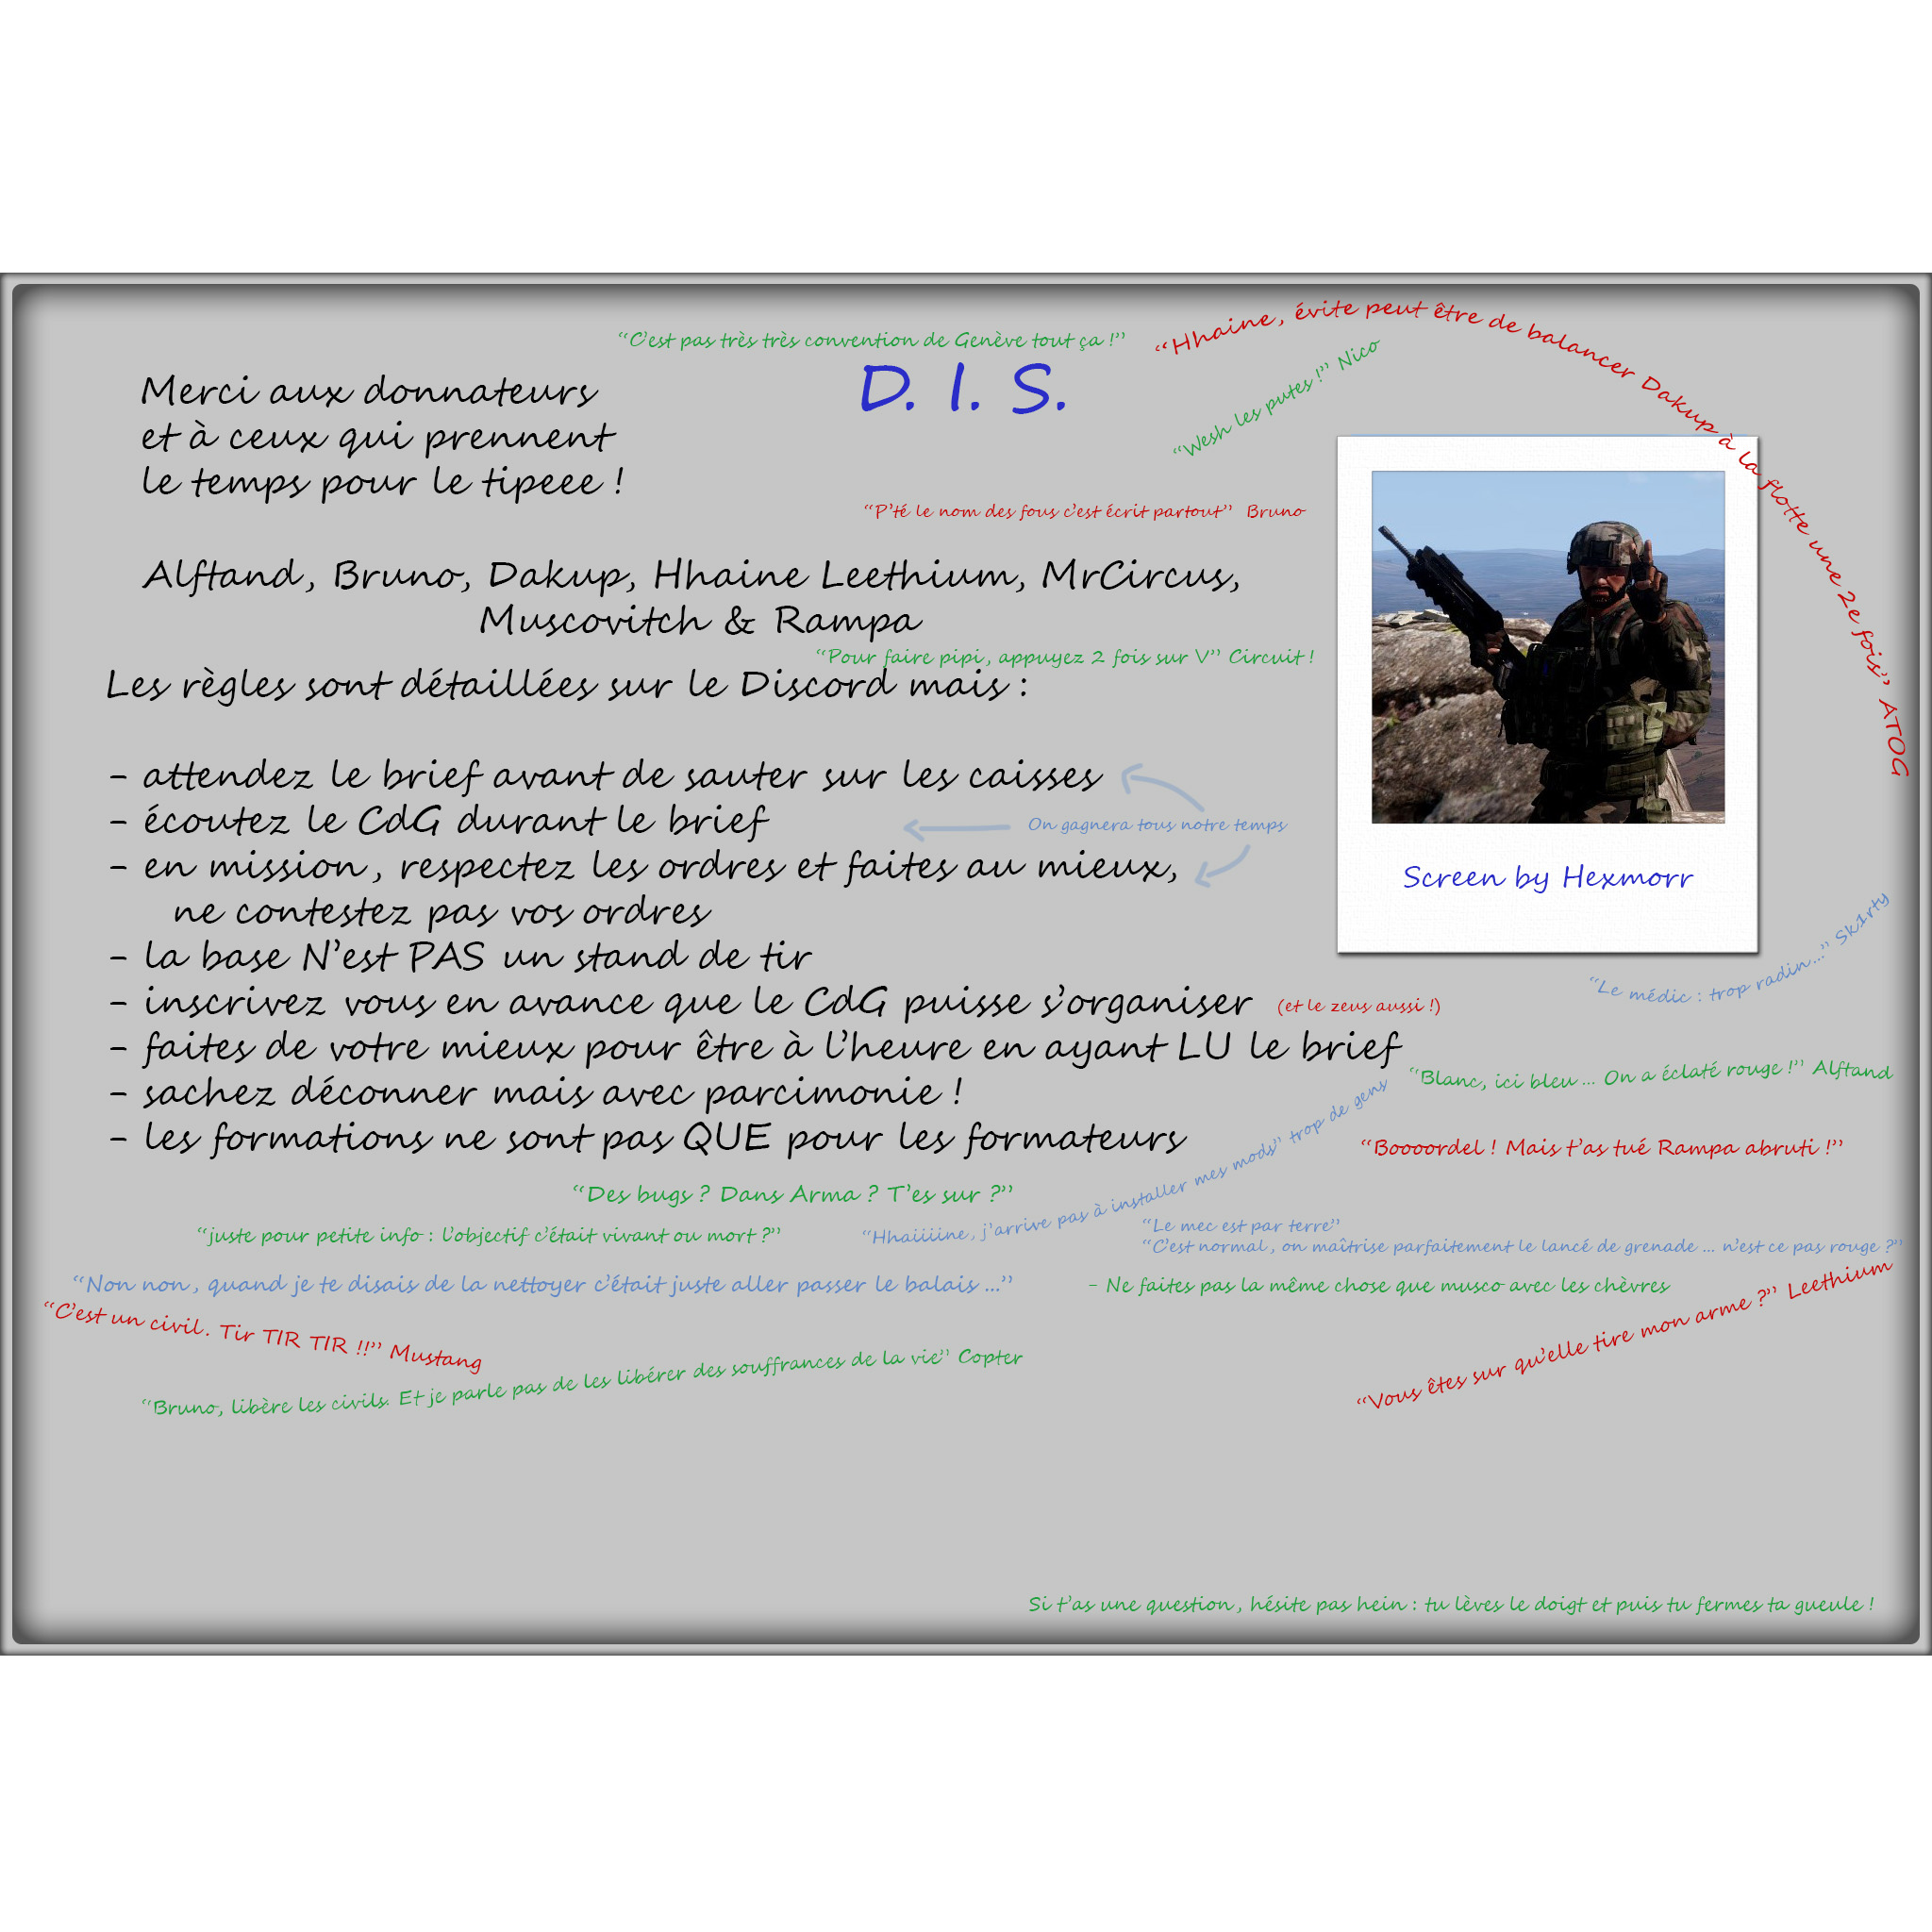 “C’est pas très très convention de Genève tout ça !”
“Hhaine, évite peut être de balancer Dakup à la flotte une 2e fois” ATOG
D. I. S.
“Wesh les putes !” Nico
Merci aux donnateurs
et à ceux qui prennent
le temps pour le tipeee !
“P’té le nom des fous c’est écrit partout” Bruno
Alftand, Bruno, Dakup, Hhaine Leethium, MrCircus,
Muscovitch & Rampa
“Pour faire pipi, appuyez 2 fois sur V” Circuit !
Les règles sont détaillées sur le Discord mais :
- attendez le brief avant de sauter sur les caisses
- écoutez le CdG durant le brief
On gagnera tous notre temps
- en mission, respectez les ordres et faites au mieux,
ne contestez pas vos ordres
Screen by Hexmorr
- la base N’est PAS un stand de tir
“Le médic : trop radin...” Sk1rty
- inscrivez vous en avance que le CdG puisse s’organiser (et le zeus aussi !)
- faites de votre mieux pour être à l’heure en ayant LU le brief
“Blanc, ici bleu ... On a éclaté rouge !” Alftand
- sachez déconner mais avec parcimonie !
- les formations ne sont pas QUE pour les formateurs
“Boooordel ! Mais t’as tué Rampa abruti !”
“Des bugs ? Dans Arma ? T’es sur ?”
“Hhaiiiiine, j’arrive pas à installer mes mods” trop de gens
“juste pour petite info : l’objectif c’était vivant ou mort ?”
“Le mec est par terre”
“C’est normal, on maîtrise parfaitement le lancé de grenade ... n’est ce pas rouge ?”
“Non non, quand je te disais de la nettoyer c’était juste aller passer le balais ...”
- Ne faites pas la même chose que musco avec les chèvres
“C’est un civil. Tir TIR TIR !!” Mustang
“Vous êtes sur qu’elle tire mon arme ?” Leethium
“Bruno, libère les civils. Et je parle pas de les libérer des souffrances de la vie” Copter
Si t’as une question, hésite pas hein : tu lèves le doigt et puis tu fermes ta gueule !